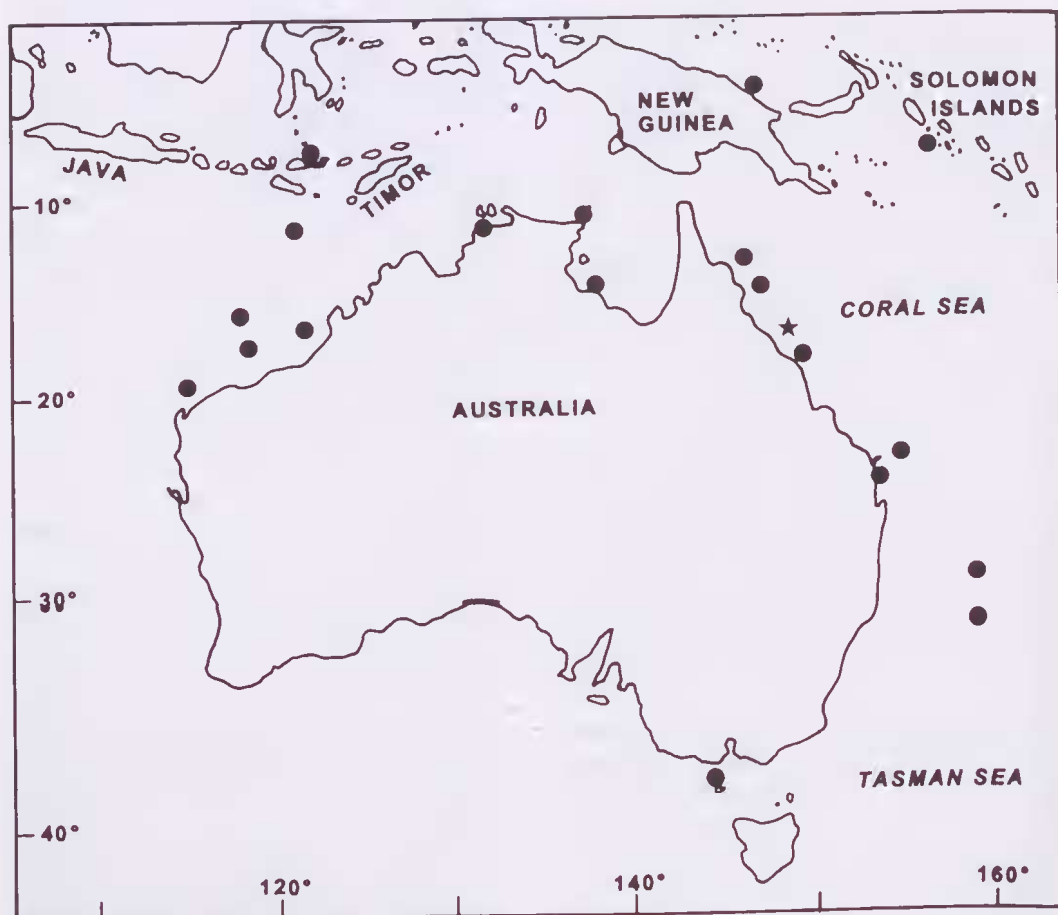 SOLOMON
ISLANDS
NEW
GUINEA
JAVA
TIMOR
10°
CORAL SEA
20°
AUSTRALIA
30°
TASMAN SEA
40°
120°
140°
160°